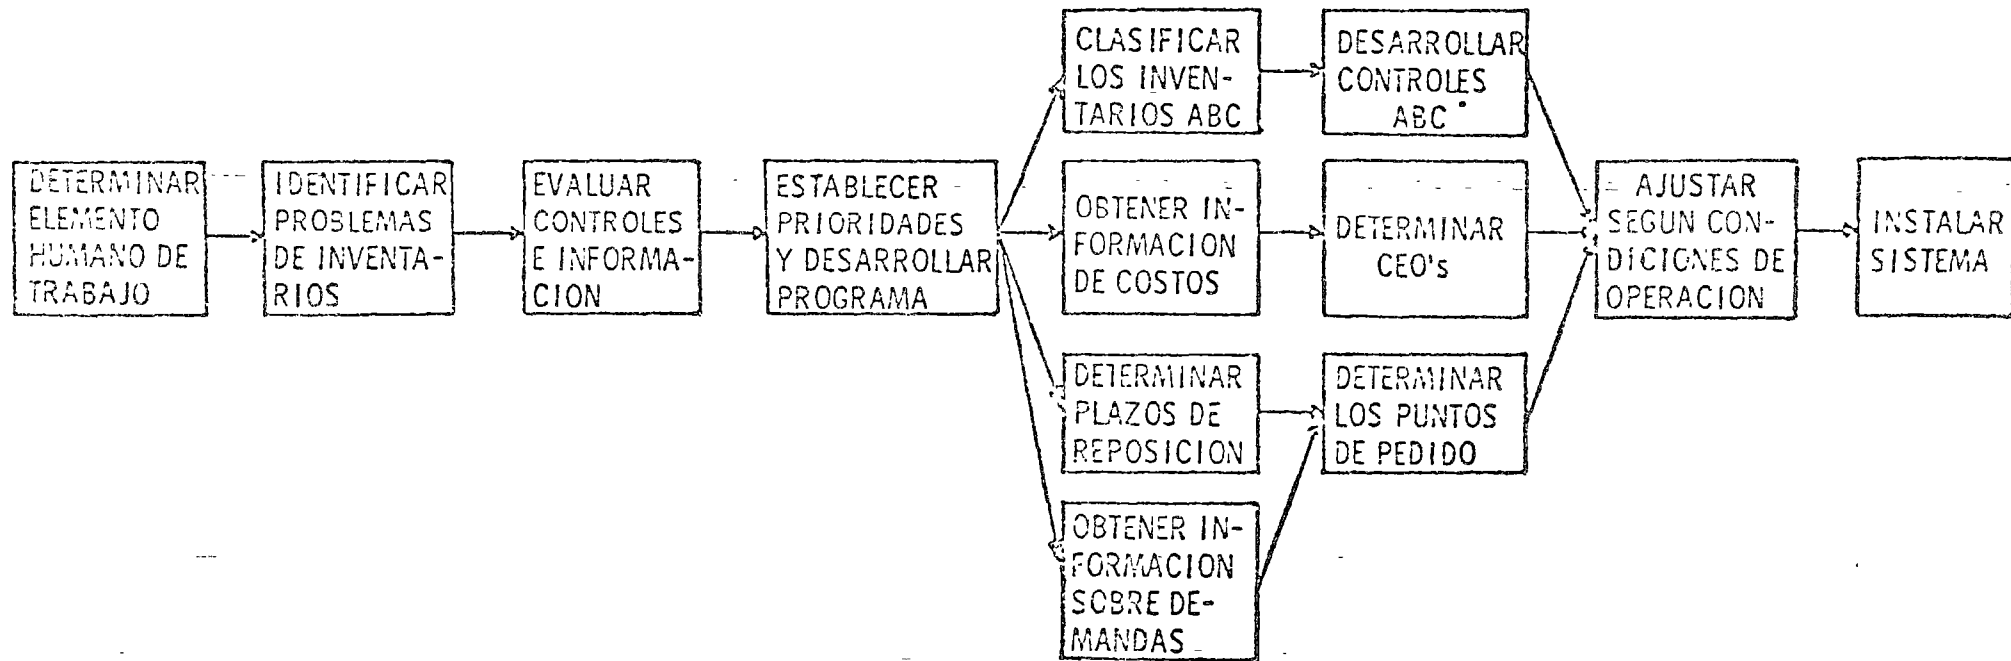 DETERMINAR
ELEMENTO
HUMANO DE
TRABAJO
IDENTIFICAR
PROBLEMAS
DE INVENTA-
RIOS
EVALUAR
CONTROLES
E INFORMA-
CION
ESTABLECER
PRIORIDADES
Y DESARROLLAR
PROGRAMA
CLASIFICAR
LOS INVEN-
TARIOS ABC
DESARROLLAR
CONTROLES
ABC
OBTENER IN-
FORMACION
DE COSTOS
DETERMINAR
CEO's
DETERMINAR
PLAZOS DE
REPOSICION
DETERMINAR
LOS PUNTOS
DE PEDIDO
OBTENER IN-
FORMACION
SOBRE DE-
MANDAS
AJUSTAR
SEGUN CON-
DICIONES DE
OPERACION
INSTALAR
SISTEMA